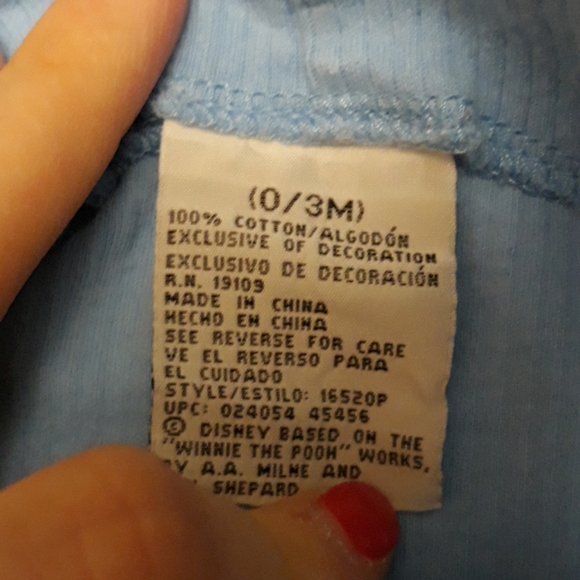 (0/3M)
100% COTTON/ALGODÓN
EXCLUSIVE OF DECORATION
EXCLUSIVO DE DECORACIÓN
R.N. 19109
MADE IN CHINA
HECHO EN CHINA
SEE REVERSE FOR CARE
VE EL REVERSO PARA
EL CUIDADO
STYLE/ESTILO: 16520P
UPC: 024054 45456
© DISNEY BASED ON THE
"WINNIE THE POOH" WORKS,
A.A. MILNE AND
SHEPARD